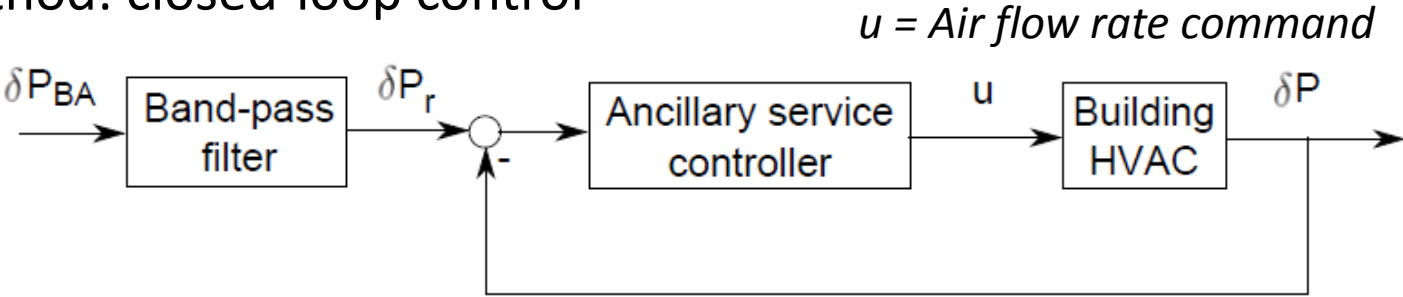 thod: closed-loop control
u = Air flow rate command
δP_BA
Band-pass
filter
δP_r
-
Ancillary service
controller
u
Building
HVAC
δP